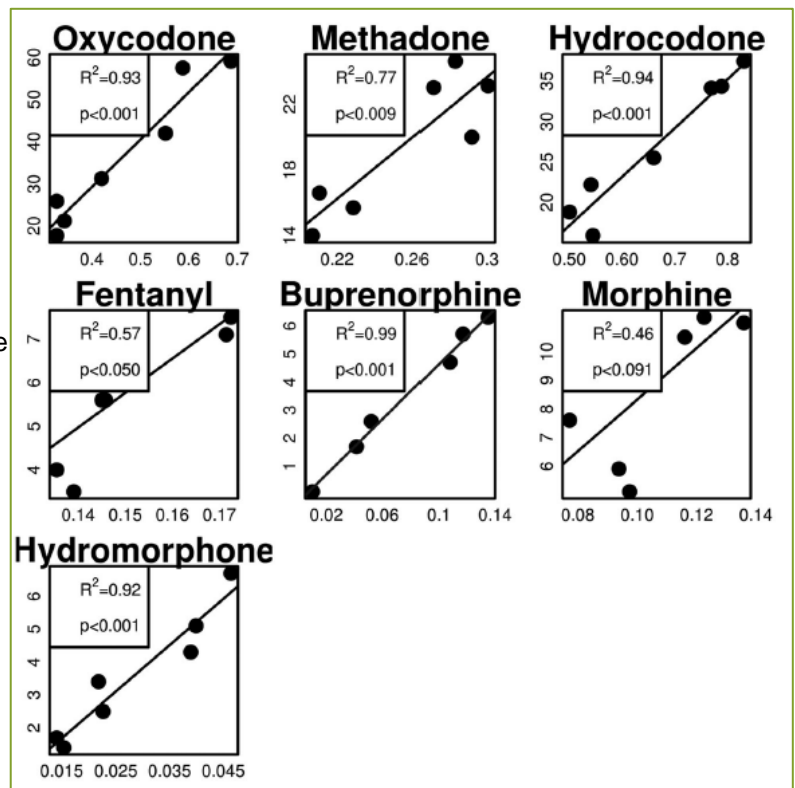 Oxycodone
R²=0.93
p<0.001
60
50
40
30
20
0.4 0.5 0.6 0.7
Methadone
R²=0.77
p<0.009
22
18
14
0.22 0.26 0.3
Hydrocodone
R²=0.94
p<0.001
35
30
25
20
0.50 0.60 0.7 0.8
e
Fentanyl
R²=0.57
p<0.050
7
6
5
4
0.14 0.15 0.16 0.17
Buprenorphine
R²=0.99
p<0.001
6
5
4
3
2
1
0.02 0.06 0.1 0.14
Morphine
R²=0.46
p<0.091
10
9
8
7
6
0.08 0.10 0.12 0.14
Hydromorphone
R²=0.92
p<0.001
6
5
4
3
2
0.015 0.025 0.035 0.045